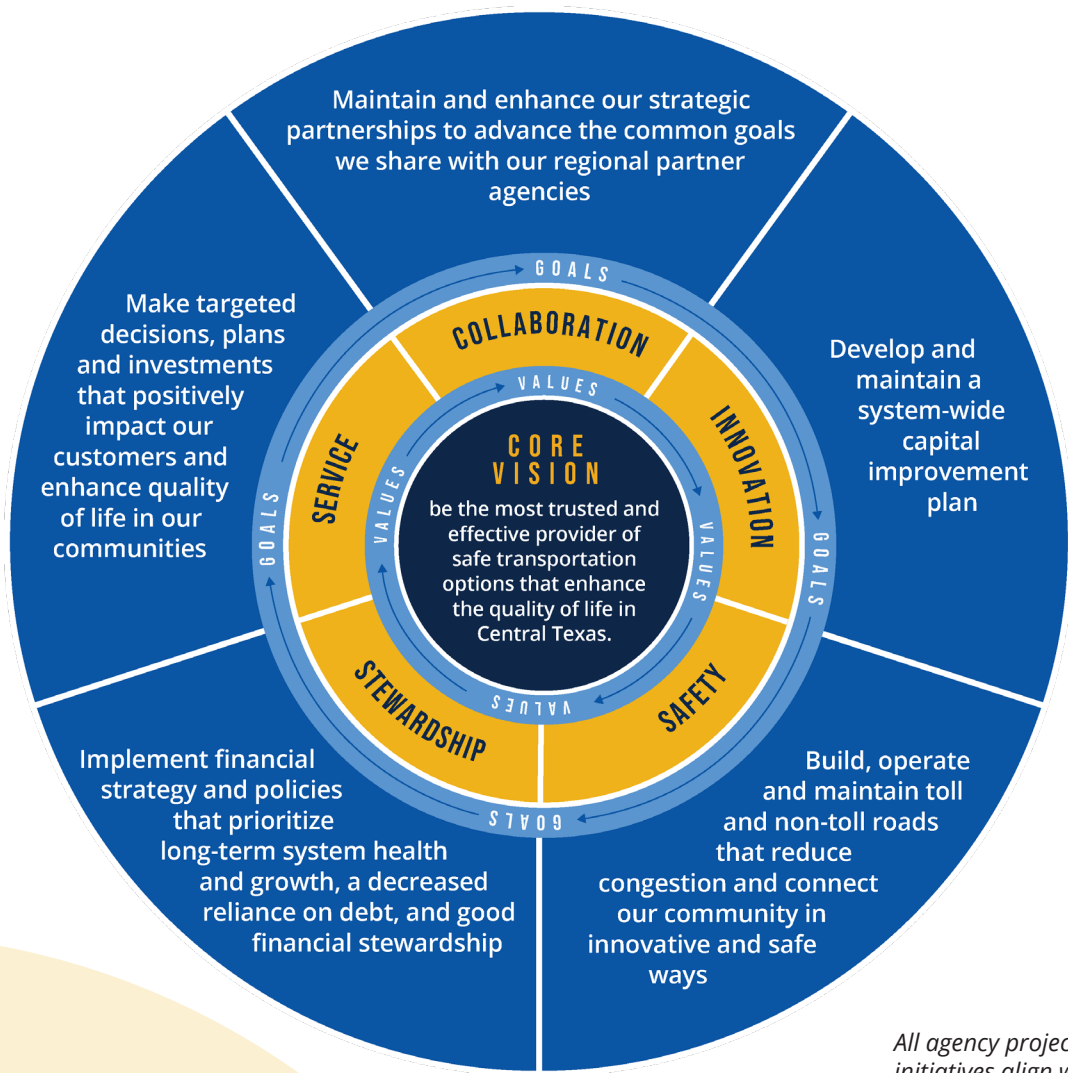 Maintain and enhance our strategic
partnerships to advance the common goals
we share with our regional partner
agencies
Develop and
maintain a
system-wide
capital
improvement
plan
Build, operate
and maintain toll
and non-toll roads
that reduce
congestion and connect
our community in
innovative and safe
ways
Implement financial
strategy and policies
that prioritize
long-term system health
and growth, a decreased
reliance on debt, and good
financial stewardship
Make targeted
decisions, plans
and investments
that positively
impact our
customers and
enhance quality
of life in our
communities
GOALS
GOALS
GOALS
GOALS
COLLABORATION
INNOVATION
SAFETY
STEWARDSHIP
SERVICE
VALUES
VALUES
VALUES
VALUES
CORE
VISION
be the most trusted and
effective provider of
safe transportation
options that enhance
the quality of life in
Central Texas.
All agency
initiatives align